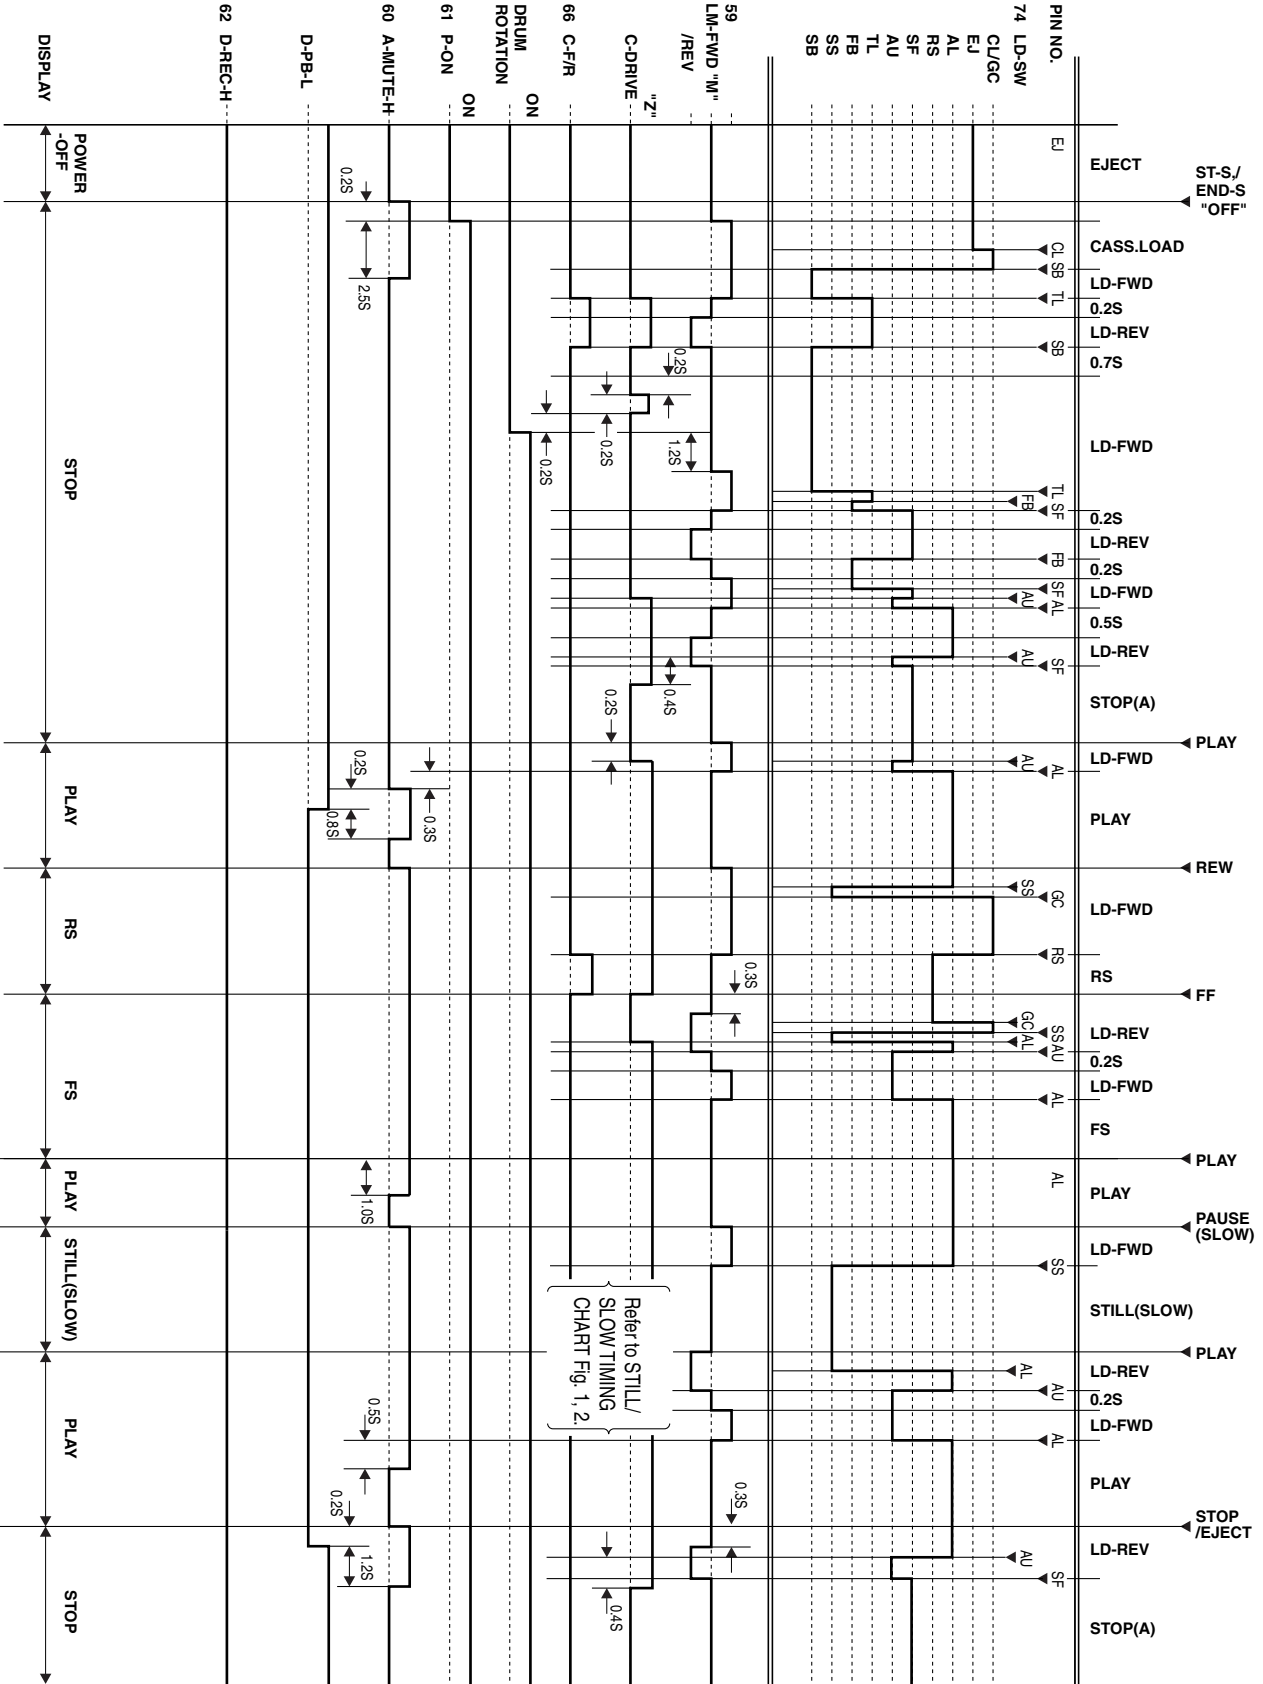 PIN NO.
74 LD-SW
CL/GC
EJ
AL
RS
SF
AU
TL
FB
SS
SB
59
LM-FWD "M"
/REV
"Z"
C-DRIVE
66 C-F/R
ON
DRUM
ROTATION
ON
61 P-ON
60 A-MUTE-H
D-PB-L
62 D-REC-H
DISPLAY
ST-S,/
END-S
"OFF"
PLAY
REW
FF
PLAY
PAUSE
(SLOW)
PLAY
STOP
/EJECT
EJECT
CASS.LOAD
LD-FWD
0.2S
LD-REV
0.7S
LD-FWD
0.2S
LD-REV
0.2S
LD-FWD
0.5S
LD-REV
STOP(A)
LD-FWD
PLAY
LD-FWD
RS
LD-REV
0.2S
LD-FWD
FS
PLAY
LD-FWD
STILL(SLOW)
LD-REV
0.2S
LD-FWD
PLAY
LD-REV
STOP(A)
EJ
CL
SB
TL
SB
TL
FB
SF
FB
SF
AU
AL
AU
SF
AU
AL
SS
GC
RS
GC
SS
AL
AU
AL
AL
SS
AL
AU
AL
AU
SF
0.3S
0.3S
0.2S
1.2S
0.4S
0.2S
0.2S
0.4S
0.2S
Refer to STILL/
SLOW TIMING
CHART Fig. 1, 2.
0.2S
2.5S
0.2S
0.8S
0.3S
1.0S
0.5S
0.2S
1.2S
POWER
-OFF
STOP
PLAY
RS
FS
PLAY
STILL(SLOW)
PLAY
STOP